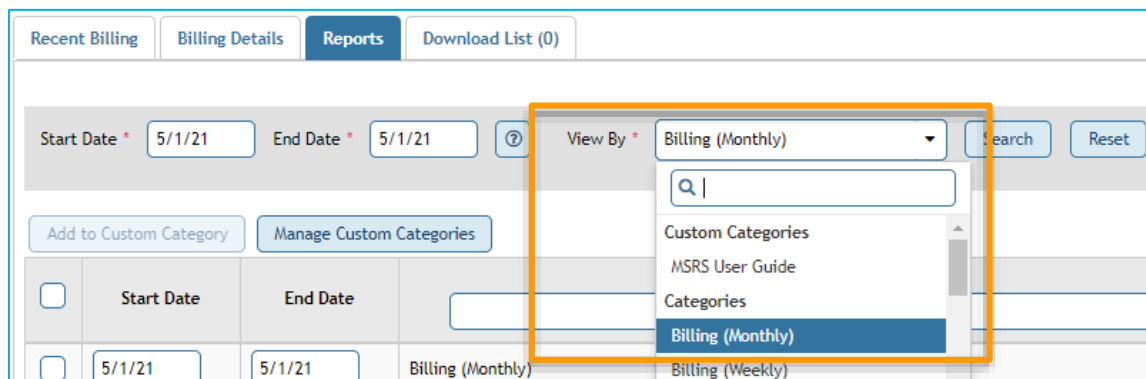 Recent Billing Billing Details Reports Download List (0)
Start Date * 5/1/21 End Date * 5/1/21 ? View By * Billing (Monthly) Search Reset
Add to Custom Category Manage Custom Categories
Custom Categories
MSRS User Guide
Categories
Billing (Monthly)
Billing (Weekly)
Start Date End Date
5/1/21 5/1/21 Billing (Monthly)